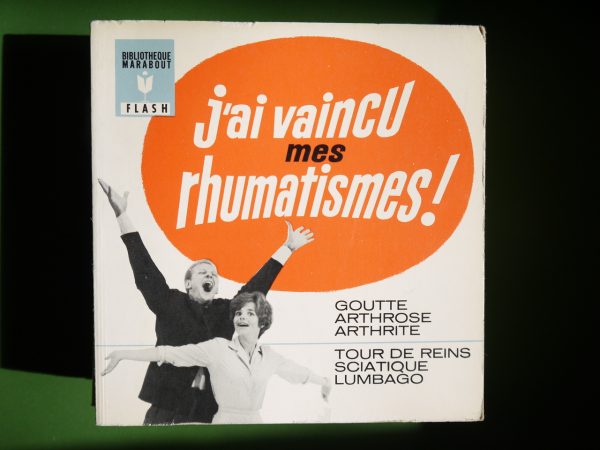 BIBLIOTHEQUE
MARABOUT
FLASH
j'ai vaincu
mes
rhumatismes!
GOUTTE
ARTHROSE
ARTHRITE
TOUR DE REINS
SCIATIQUE
LUMBAGO